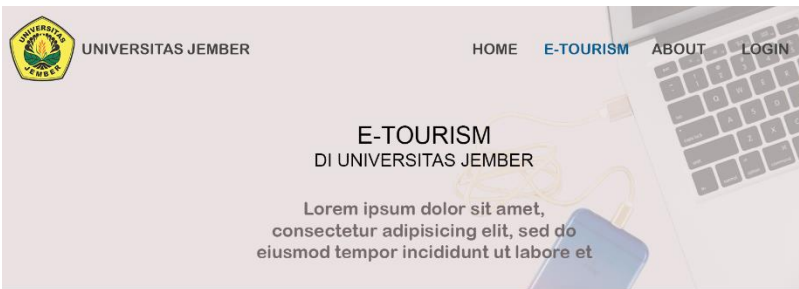 UNIVERSITAS
JEMBER
UNIVERSITAS JEMBER
HOME E-TOURISM ABOUT LOGIN
E-TOURISM
DI UNIVERSITAS JEMBER
Lorem ipsum dolor sit amet,
consectetur adipisicing elit, sed do
eiusmod tempor incididunt ut labore et